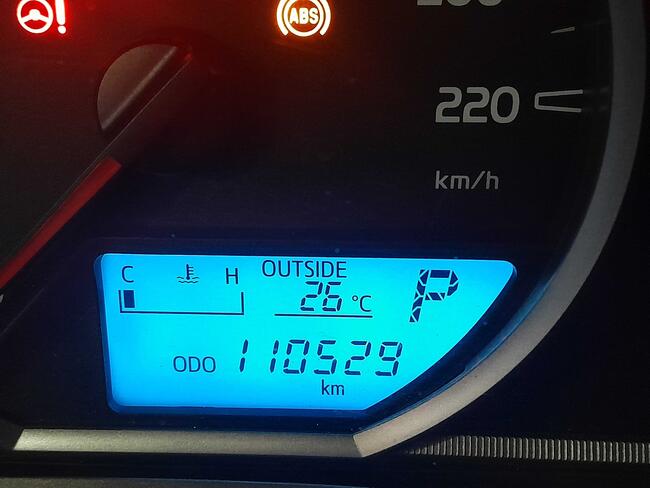 ABS
220
km/h
OUTSIDE
C H 26 °C P
ODO 110529
km